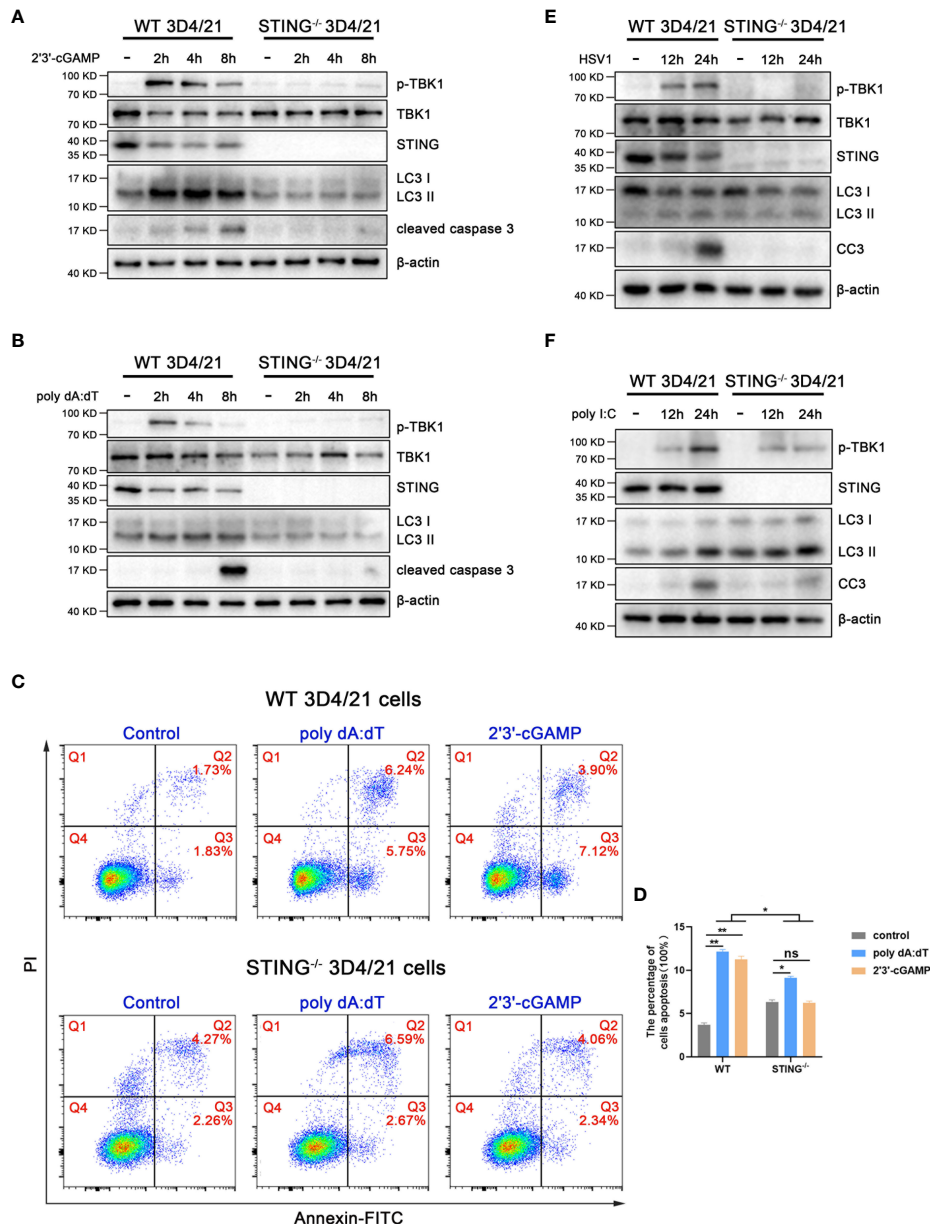 A
WT 3D4/21 STING-/- 3D4/21
2'3'-cGAMP - 2h 4h 8h - 2h 4h 8h
100 KD
70 KD
p-TBK1
70 KD
TBK1
40 KD
35 KD
STING
17 KD
10 KD
LC3 I
LC3 II
17 KD
cleaved caspase 3
40 KD
β-actin
B
WT 3D4/21 STING-/- 3D4/21
poly dA:dT - 2h 4h 8h - 2h 4h 8h
100 KD
70 KD
p-TBK1
70 KD
TBK1
40 KD
35 KD
STING
17 KD
10 KD
LC3 I
LC3 II
17 KD
cleaved caspase 3
40 KD
β-actin
E
WT 3D4/21 STING-/- 3D4/21
HSV1 - 12h 24h - 12h 24h
100 KD
70 KD
p-TBK1
70 KD
TBK1
40 KD
35 KD
STING
17 KD
10 KD
LC3 I
LC3 II
17 KD
CC3
40 KD
β-actin
F
WT 3D4/21 STING-/- 3D4/21
poly I:C - 12h 24h - 12h 24h
100 KD
70 KD
p-TBK1
40 KD
35 KD
STING
17 KD
10 KD
LC3 I
LC3 II
17 KD
CC3
40 KD
β-actin
C
WT 3D4/21 cells
Control poly dA:dT 2'3'-cGAMP
Q1 Q2 Q1 Q2 Q1 Q2
1.73% 6.24% 3.90%
Q4 Q3 Q4 Q3 Q4 Q3
1.83% 5.75% 7.12%
STING-/- 3D4/21 cells
Control poly dA:dT 2'3'-cGAMP
Q1 Q2 Q1 Q2 Q1 Q2
4.27% 6.59% 4.06%
Q4 Q3 Q4 Q3 Q4 Q3
2.26% 2.67% 2.34%
PI
Annexin-FITC
D
The percentage of
cells apoptosis(100%)
15
10
5
0
*
**
**
ns
*
WT STING-/-
control
poly dA:dT
2'3'-cGAMP